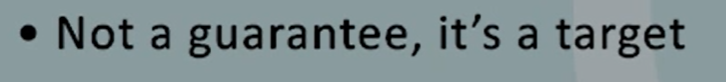 • Not a guarantee, it's a target